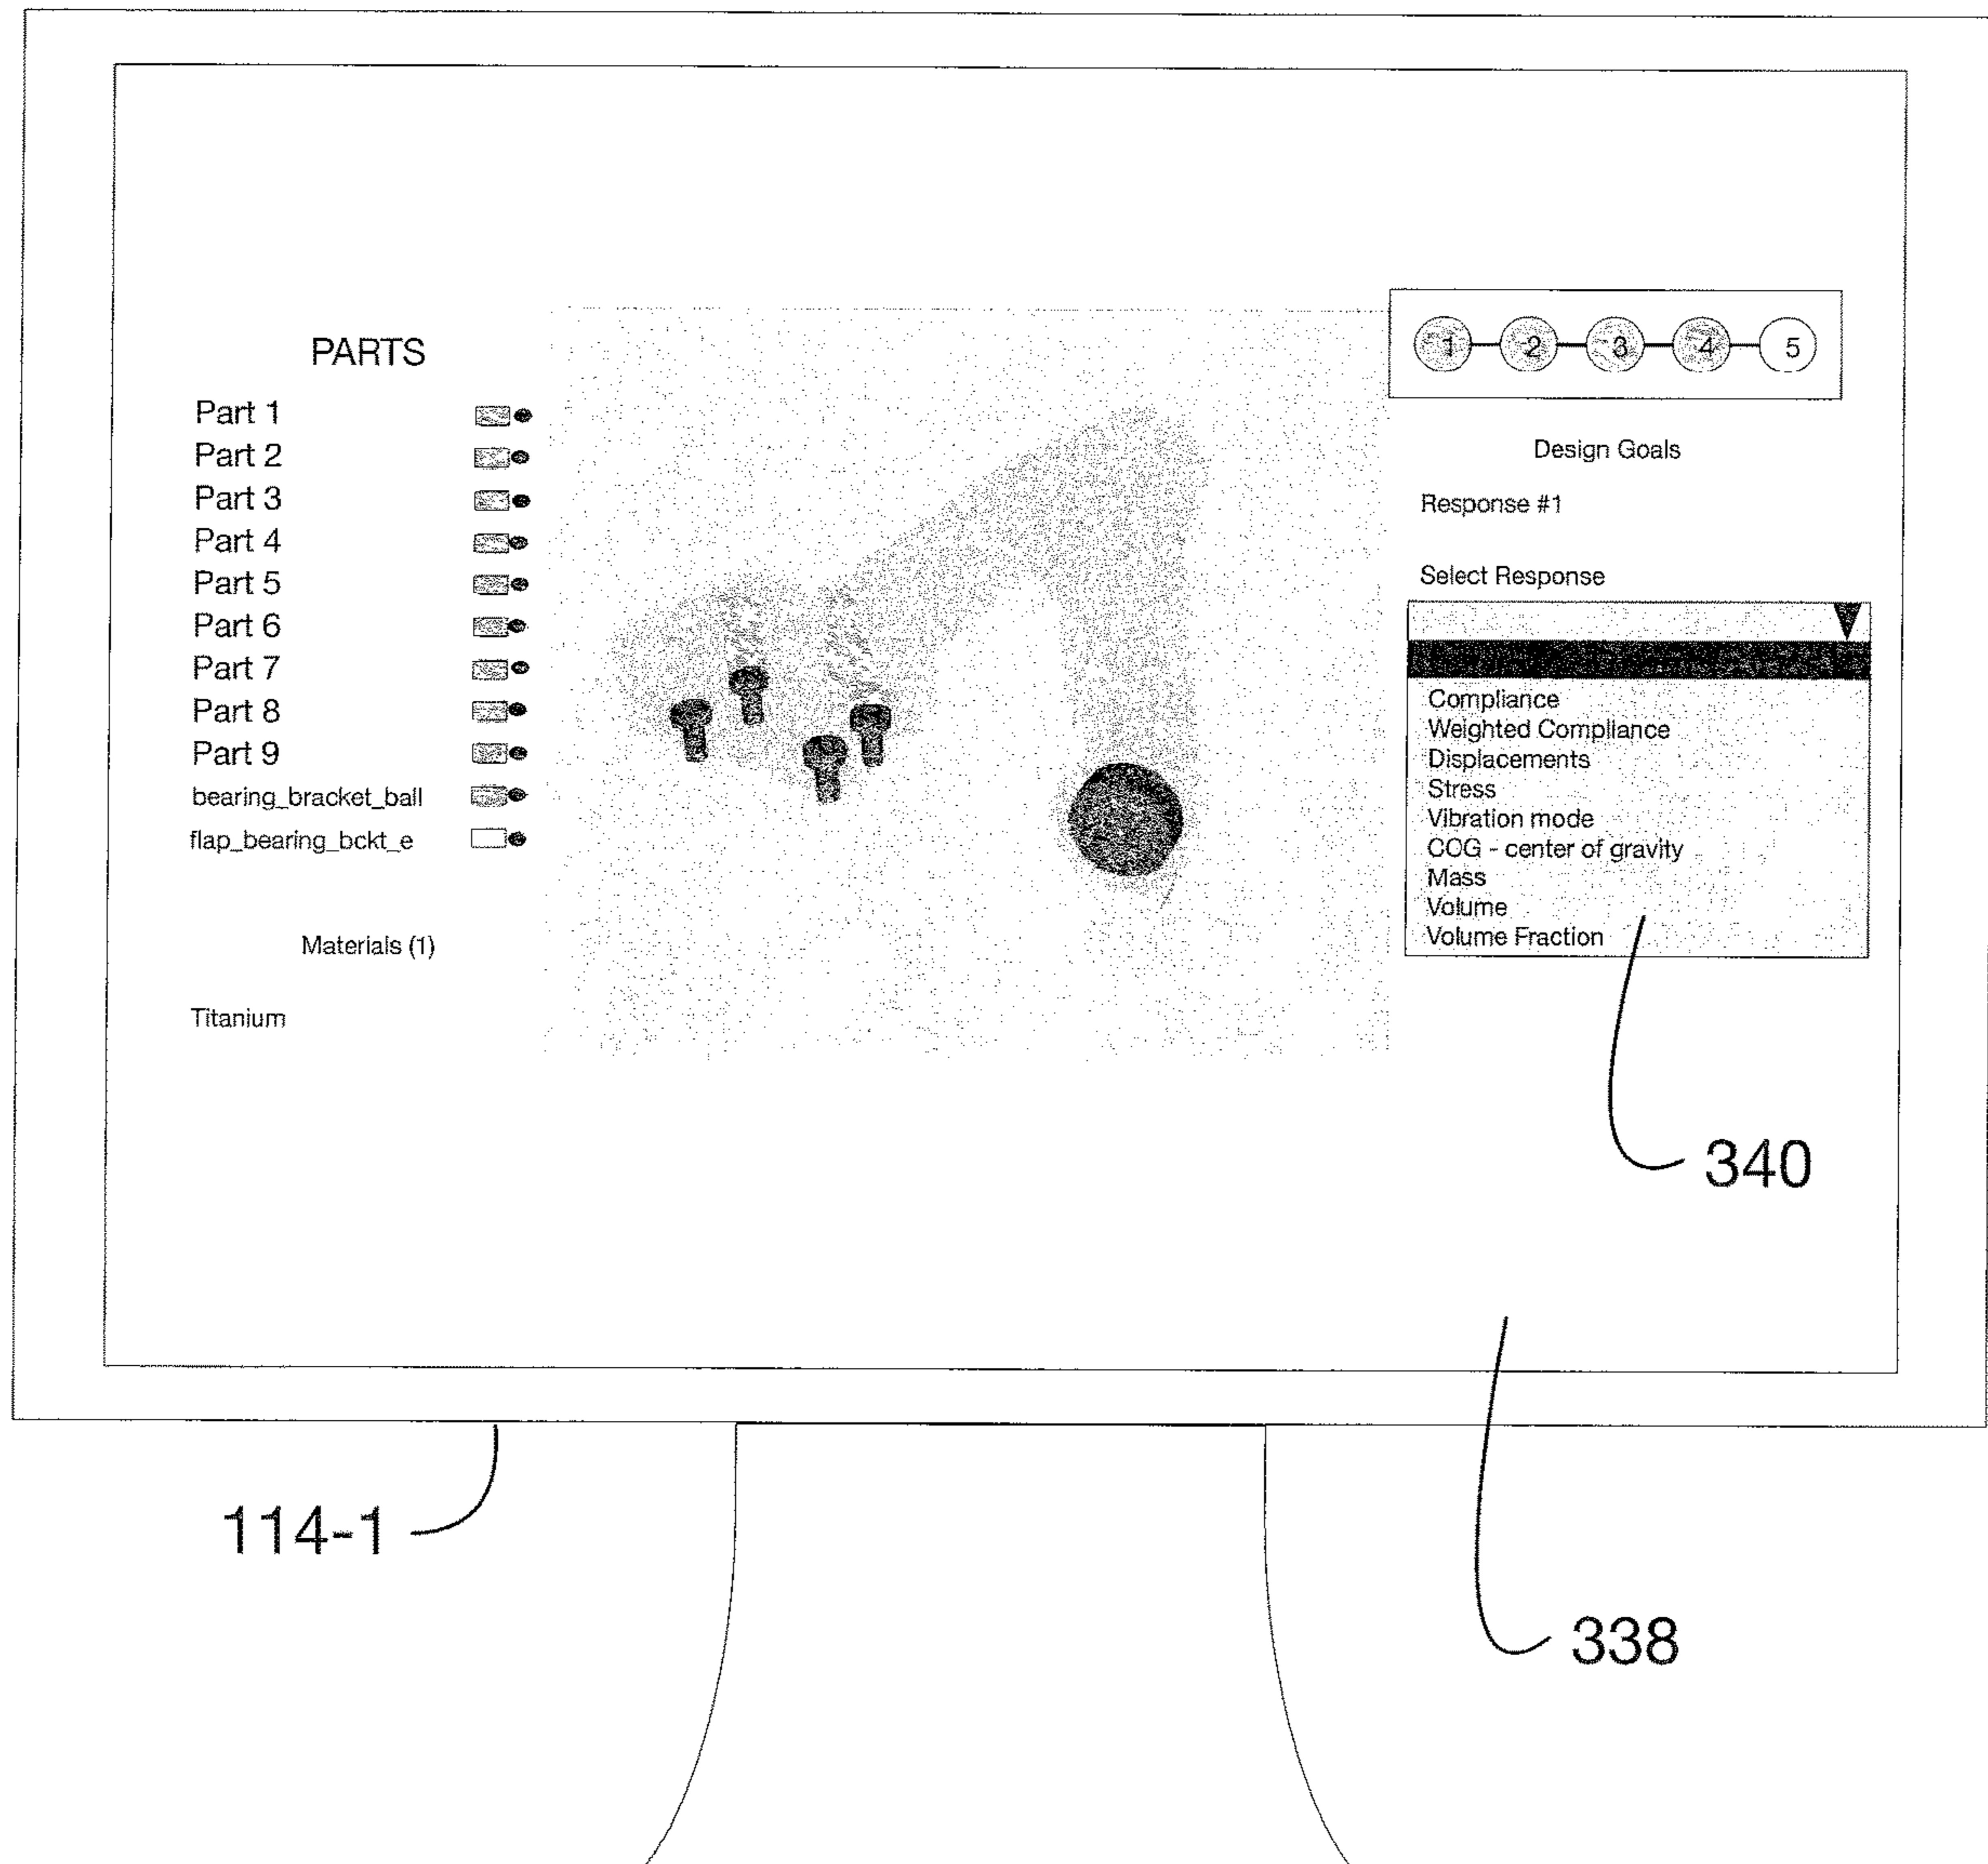 PARTS
Part 1
Part 2
Part 3
Part 4
Part 5
Part 6
Part 7
Part 8
Part 9
bearing_bracket_ball
flap_bearing_bckt_e
Materials (1)
Titanium
1 2 3 4 5
Design Goals
Response #1
Select Response
Compliance
Weighted Compliance
Displacements
Stress
Vibration mode
COG - center of gravity
Mass
Volume
Volume Fraction
340
114-1
338